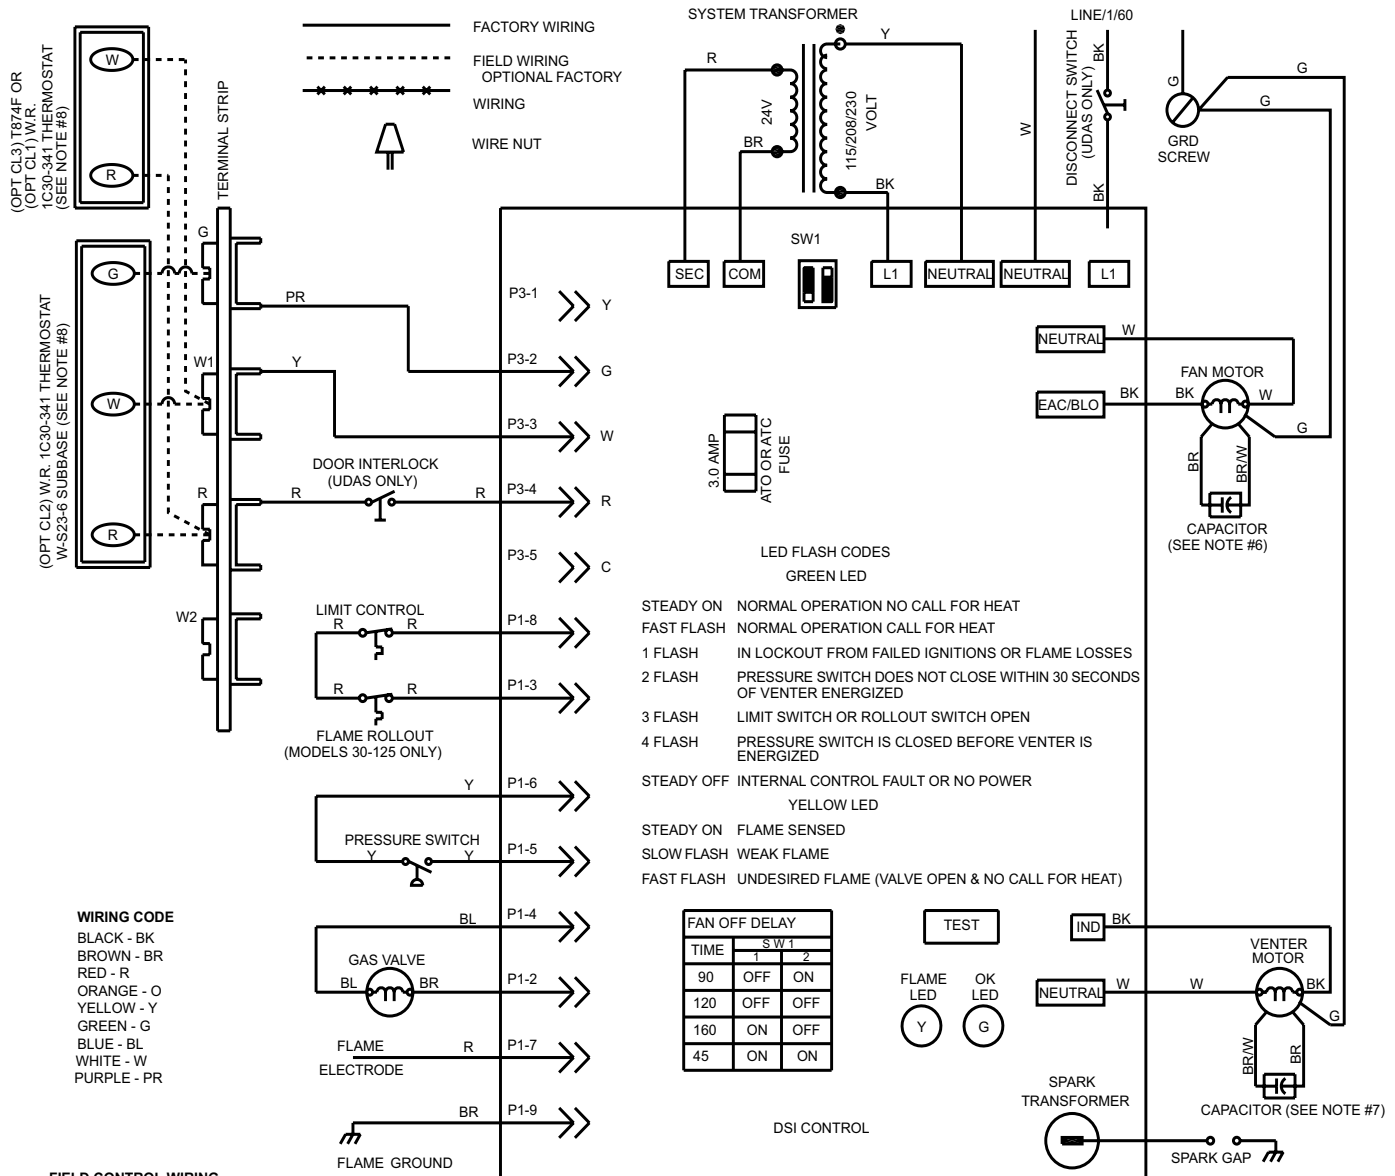 FACTORY WIRING
FIELD WIRING
OPTIONAL FACTORY
WIRING
WIRE NUT
(OPT CL3) T874F OR
(OPT CL1) W.R.
1C30-341 THERMOSTAT
(SEE NOTE #8)
W
R
TERMINAL STRIP
(OPT CL2) W.R. 1C30-341 THERMOSTAT
W-S23-6 SUBBASE (SEE NOTE #8)
G
W
R
G
W1
R
W2
SYSTEM TRANSFORMER
R
BR
24V
115/208/230
VOLT
Y
BK
LINE/1/60
W
DISCONNECT SWITCH
(UDAS ONLY)
BK
BK
G
GRD
SCREW
G
G
SEC
COM
SW1
L1
NEUTRAL
NEUTRAL
L1
PR
P3-1
Y
Y
P3-2
G
P3-3
W
DOOR INTERLOCK
(UDAS ONLY)
R
R
P3-4
R
P3-5
C
3.0 AMP
ATO OR ATC
FUSE
NEUTRAL
W
FAN MOTOR
EAC/BLO
BK
BK
W
G
BR
BR/W
CAPACITOR
(SEE NOTE #6)
LIMIT CONTROL
R
R
P1-8
R
R
P1-3
FLAME ROLLOUT
(MODELS 30-125 ONLY)
Y
P1-6
PRESSURE SWITCH
Y
Y
P1-5
BL
P1-4
GAS VALVE
BL
BR
P1-2
FLAME
ELECTRODE
R
P1-7
BR
P1-9
FLAME GROUND
LED FLASH CODES
GREEN LED
STEADY ON NORMAL OPERATION NO CALL FOR HEAT
FAST FLASH NORMAL OPERATION CALL FOR HEAT
1 FLASH IN LOCKOUT FROM FAILED IGNITIONS OR FLAME LOSSES
2 FLASH PRESSURE SWITCH DOES NOT CLOSE WITHIN 30 SECONDS
OF VENTER ENERGIZED
3 FLASH LIMIT SWITCH OR ROLLOUT SWITCH OPEN
4 FLASH PRESSURE SWITCH IS CLOSED BEFORE VENTER IS
ENERGIZED
STEADY OFF INTERNAL CONTROL FAULT OR NO POWER
YELLOW LED
STEADY ON FLAME SENSED
SLOW FLASH WEAK FLAME
FAST FLASH UNDESIRED FLAME (VALVE OPEN & NO CALL FOR HEAT)
WIRING CODE
BLACK - BK
BROWN - BR
RED - R
ORANGE - O
YELLOW - Y
GREEN - G
BLUE - BL
WHITE - W
PURPLE - PR
FAN OFF DELAY
TIME SW1
1 2
90 OFF ON
120 OFF OFF
160 ON OFF
45 ON ON
TEST
FLAME
LED
Y
OK
LED
G
IND
BK
VENTER
MOTOR
NEUTRAL
W
W
BK
G
BR/W
BR
CAPACITOR (SEE NOTE #7)
DSI CONTROL
SPARK
TRANSFORMER
SPARK GAP
FIELD CONTROL WIRING